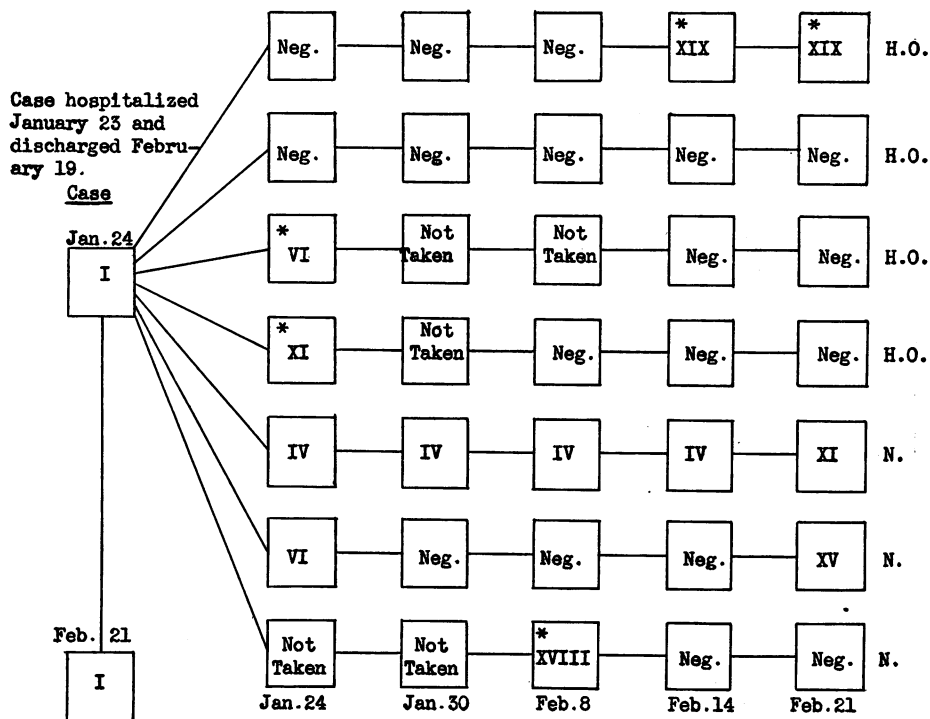 * *
Neg. Neg. Neg. XIX XIX H.O.
Case hospitalized
January 23 and
discharged Febru-
ary 19.
Case
Neg. Neg. Neg. Neg. Neg. H.O.
Jan.24
I
*
VI
Not
Taken
Not
Taken
Neg. Neg. H.O.
*
XI
Not
Taken
Neg. Neg. Neg. H.O.
IV IV IV IV XI N.
VI Neg. Neg. Neg. XV N.
Feb. 21
I
Not
Taken
Not
Taken
*
XVIII
Neg. Neg. N.
Jan.24 Jan.30 Feb.8 Feb.14 Feb.21